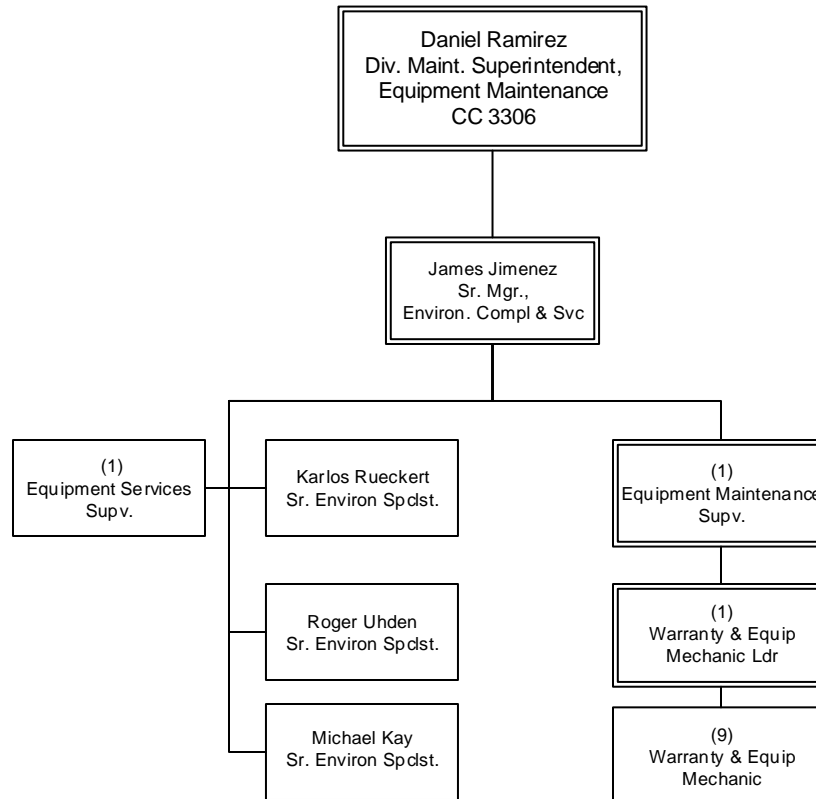 Daniel Ramirez
Div. Maint. Superintendent,
Equipment Maintenance
CC 3306
James Jimenez
Sr. Mgr.,
Environ. Compl & Svc
(1)
Equipment Services
Supv.
Karlos Rueckert
Sr. Environ Spclst.
(1)
Equipment Maintenance
Supv.
Roger Uhden
Sr. Environ Spclst.
(1)
Warranty & Equip
Mechanic Ldr
Michael Kay
Sr. Environ Spclst.
(9)
Warranty & Equip
Mechanic